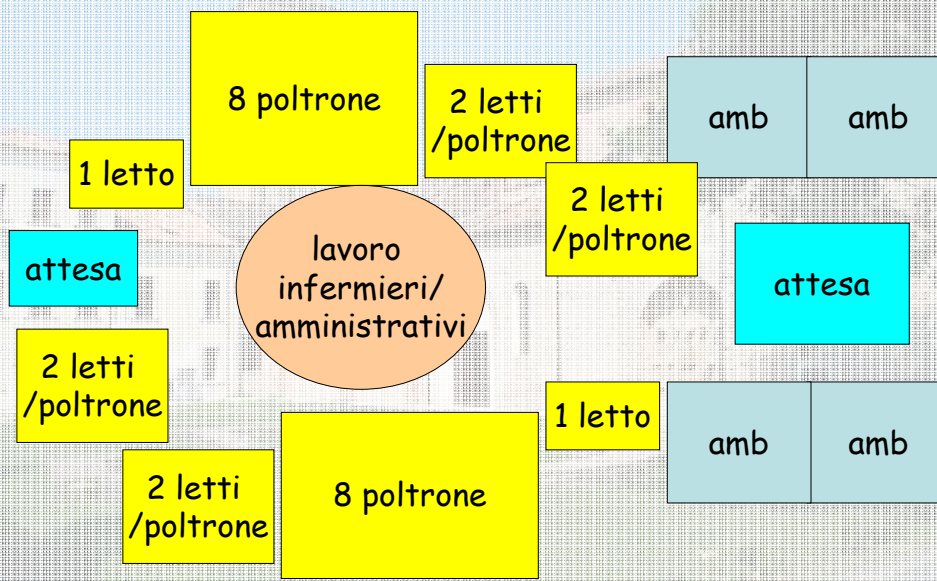 8 poltrone
2 letti
/poltrone
amb
amb
1 letto
2 letti
/poltrone
attesa
lavoro
infermieri/
amministrativi
attesa
2 letti
/poltrone
1 letto
amb
amb
2 letti
/poltrone
8 poltrone